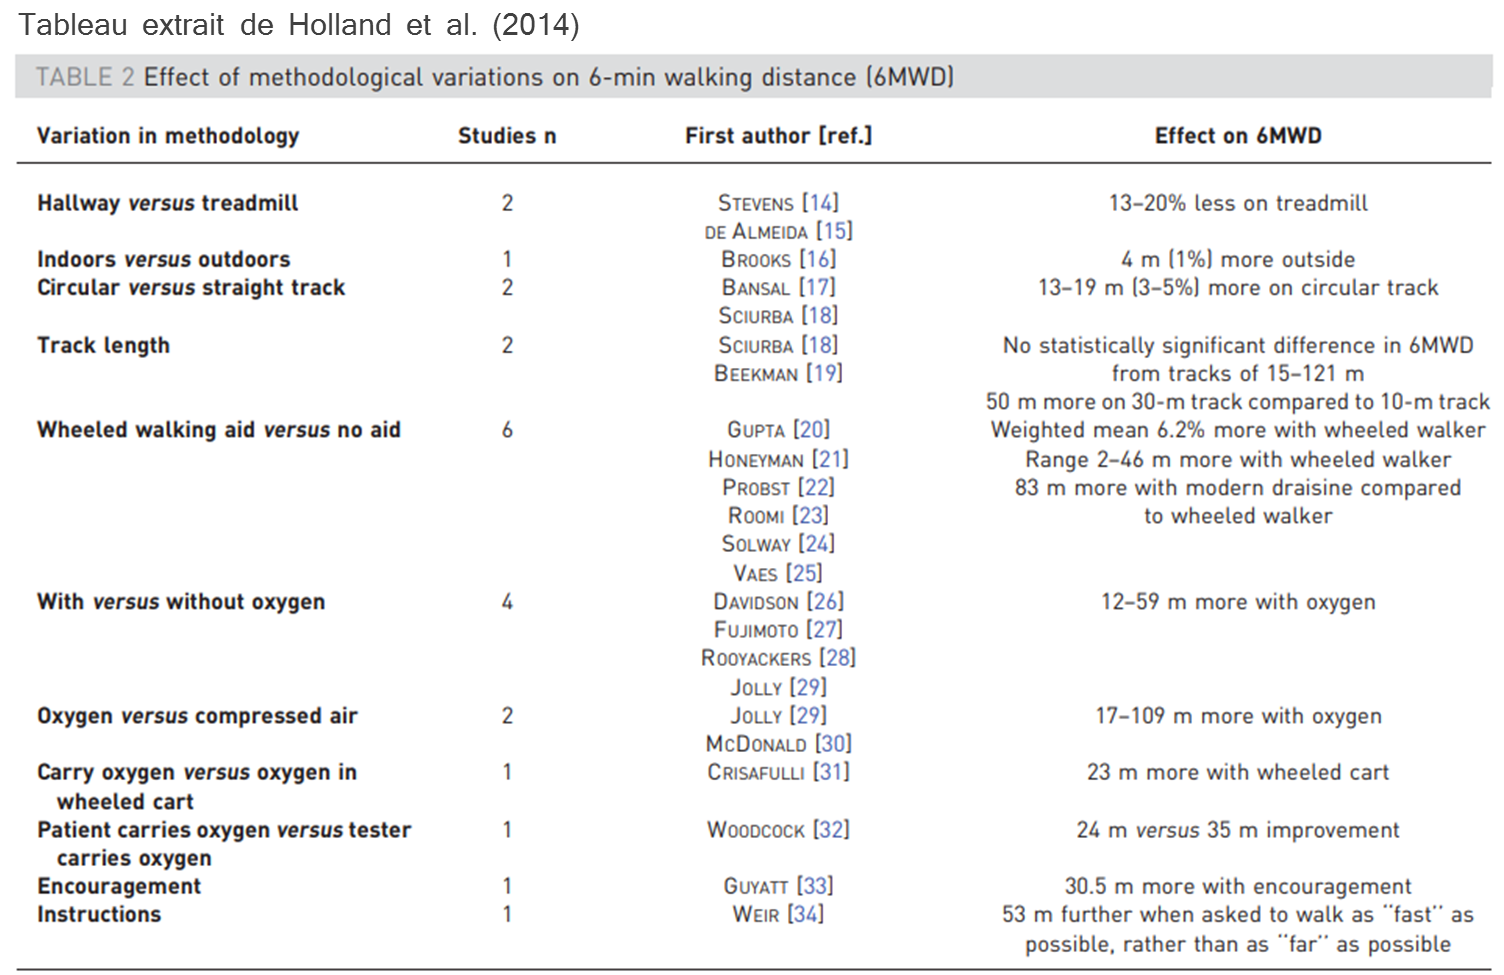 Tableau extrait de Holland et al. (2014)
TABLE 2 Effect of methodological variations on 6-min walking distance (6MWD)
Variation in methodology Studies n First author [ref.] Effect on 6MWD
Hallway versus treadmill 2 STEVENS [14] 13–20% less on treadmill
DE ALMEIDA [15]
Indoors versus outdoors 1 BROOKS [16] 4 m (1%) more outside
Circular versus straight track 2 BANSAL [17] 13–19 m (3–5%) more on circular track
SCIURBA [18]
Track length 2 SCIURBA [18] No statistically significant difference in 6MWD
BEEKMAN [19] from tracks of 15–121 m
50 m more on 30-m track compared to 10-m track
Wheeled walking aid versus no aid 6 GUPTA [20] Weighted mean 6.2% more with wheeled walker
HONEYMAN [21] Range 2–46 m more with wheeled walker
PROBST [22] 83 m more with modern draisine compared
ROOMI [23] to wheeled walker
SOLWAY [24]
VAES [25]
With versus without oxygen 4 DAVIDSON [26] 12–59 m more with oxygen
FUJIMOTO [27]
ROOYACKERS [28]
JOLLY [29]
Oxygen versus compressed air 2 JOLLY [29] 17–109 m more with oxygen
MCDONALD [30]
Carry oxygen versus oxygen in 1 CRISAFULLI [31] 23 m more with wheeled cart
wheeled cart
Patient carries oxygen versus tester 1 WOODCOCK [32] 24 m versus 35 m improvement
carries oxygen
Encouragement 1 GUYATT [33] 30.5 m more with encouragement
Instructions 1 WEIR [34] 53 m further when asked to walk as "fast" as
possible, rather than as "far" as possible